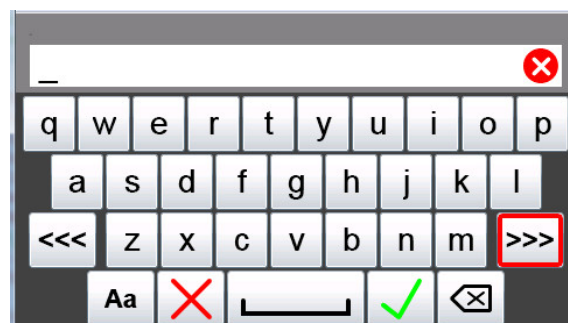 _
q w e r t y u i o p
a s d f g h j k l
<<< z x c v b n m >>>
Aa